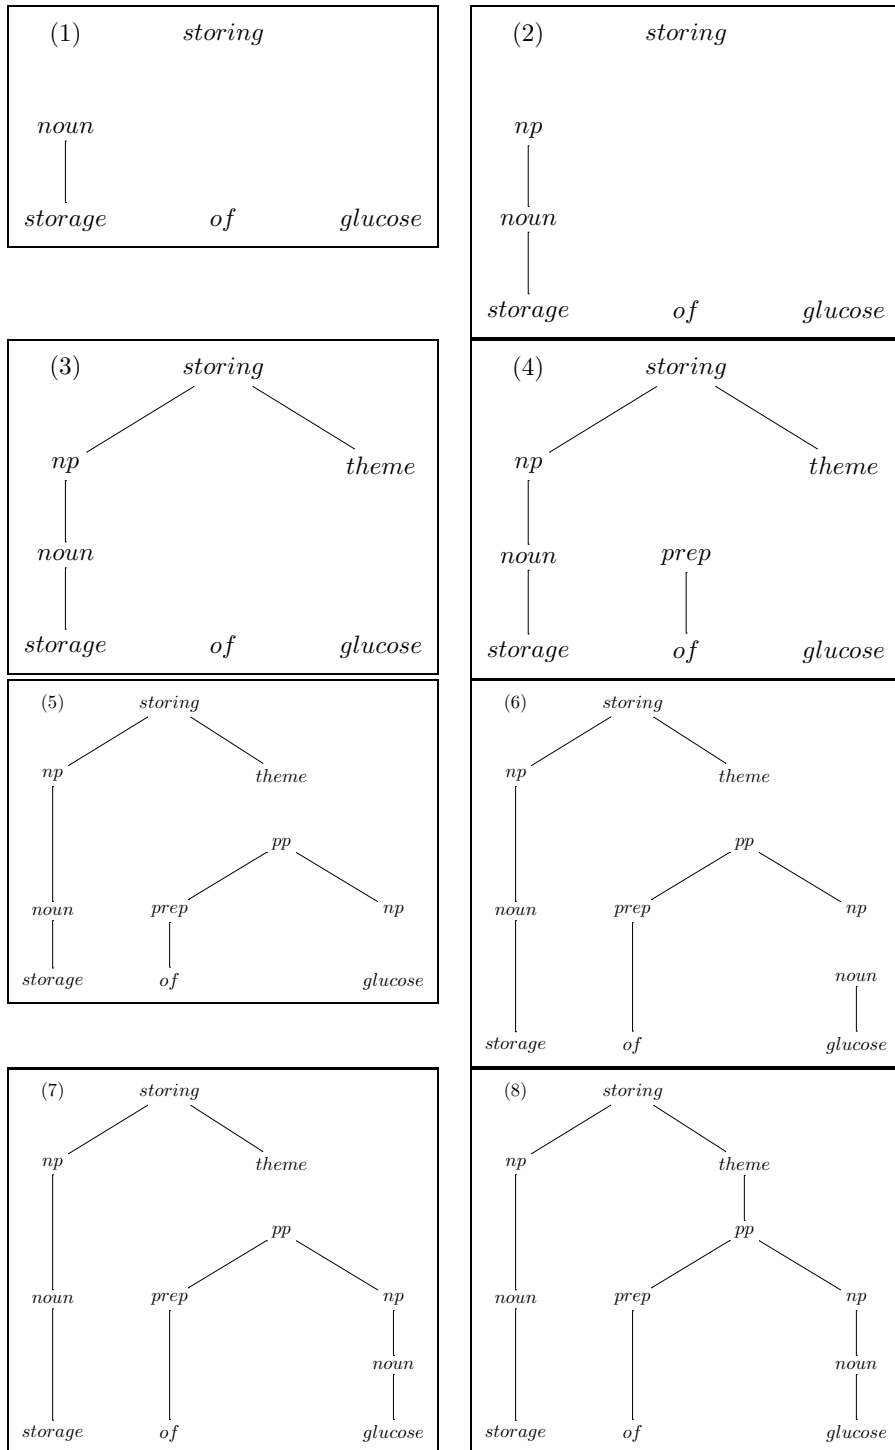 (1) storing
noun
storage of glucose
(2) storing
np
noun
storage of glucose
(3) storing
np theme
noun
storage of glucose
(4) storing
np theme
noun prep
storage of glucose
(5) storing
np theme
pp
noun prep np
storage of glucose
(6) storing
np theme
pp
noun prep np
noun
storage of glucose
(7) storing
np theme
pp
noun prep np
noun
storage of glucose
(8) storing
np theme
pp
noun prep np
noun
storage of glucose